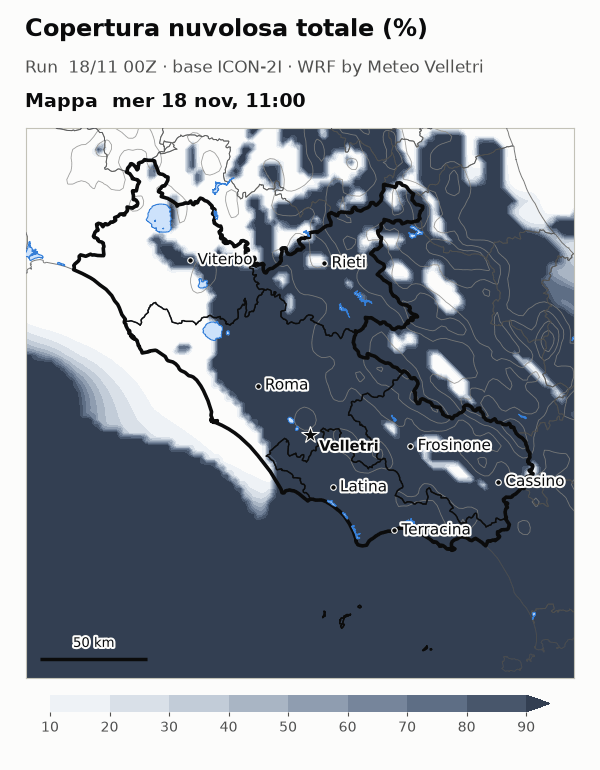 Copertura nuvolosa totale (%)
Run  18/11 00Z · base ICON-2I · WRF by Meteo Velletri
Mappa  mer 18 nov, 11:00
Viterbo
Rieti
Roma
Velletri
Frosinone
Cassino
Latina
Terracina
50 km
10 20 30 40 50 60 70 80 90